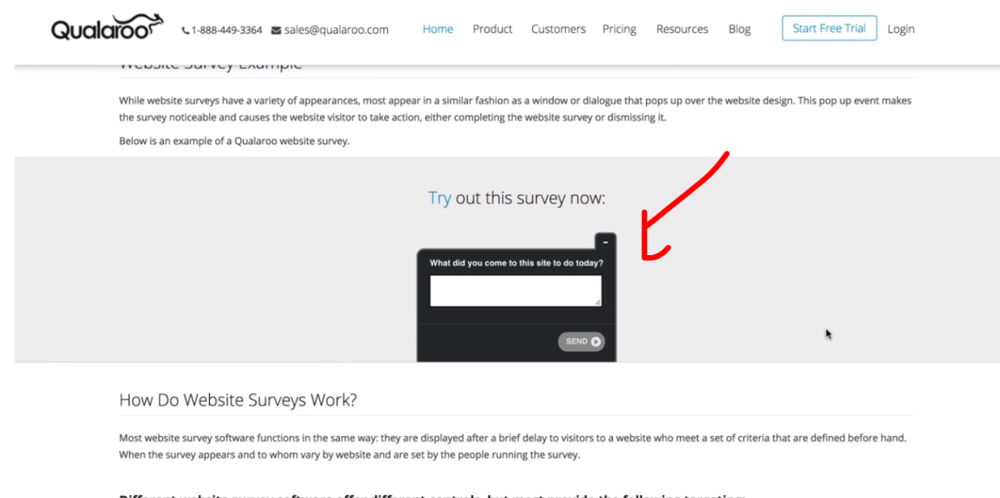 Qualaroo 1-888-449-3364 sales@qualaroo.com Home Product Customers Pricing Resources Blog Start Free Trial Login
Website Survey Example
While website surveys have a variety of appearances, most appear in a similar fashion as a window or dialogue that pops up over the website design. This pop up event makes
the survey noticeable and causes the website visitor to take action, either completing the website survey or dismissing it.
Below is an example of a Qualaroo website survey.
Try out this survey now:
What did you come to this site to do today?
SEND
How Do Website Surveys Work?
Most website survey software functions in the same way: they are displayed after a brief delay to visitors to a website who meet a set of criteria that are defined before hand.
When the survey appears and to whom vary by website and are set by the people running the survey.
Different website survey software offer different controls, but most provide the following targeting: